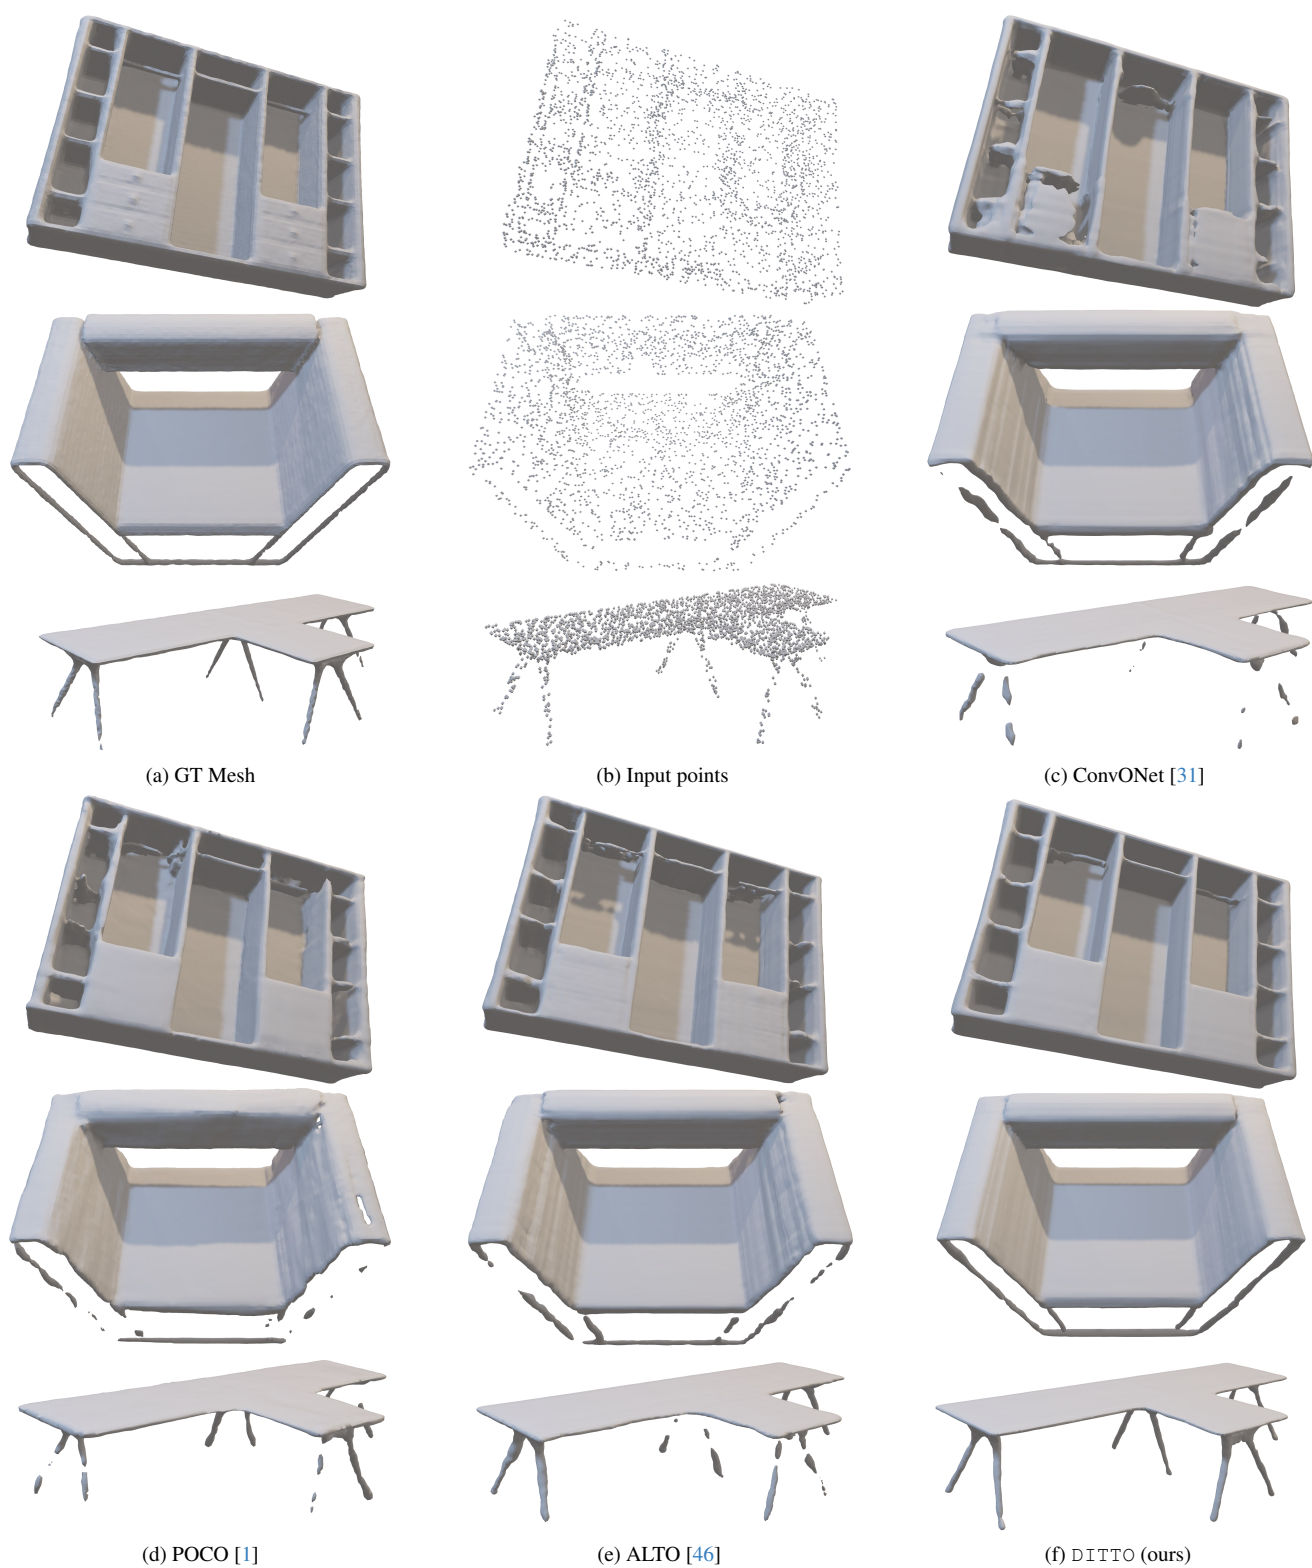 (a) GT Mesh
(b) Input points
(c) ConvONet [31]
(d) POCO [1]
(e) ALTO [46]
(f) DITTO (ours)